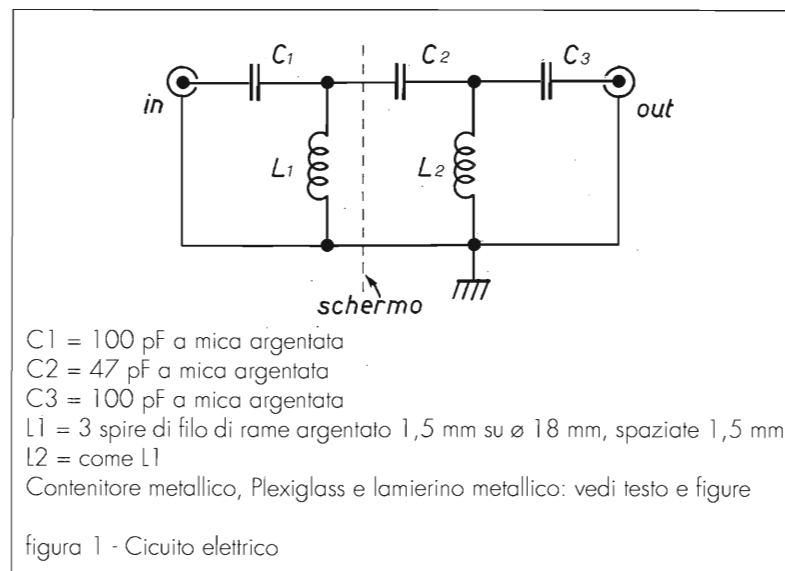 C1 C2 C3
in out
L1 L2
schermo
C1 = 100 pF a mica argentata
C2 = 47 pF a mica argentata
C3 = 100 pF a mica argentata
L1 = 3 spire di filo di rame argentato 1,5 mm su ø 18 mm, spaziate 1,5 mm
L2 = come L1
Contenitore metallico, Plexiglass e lamierino metallico: vedi testo e figure
figura 1 - Cicuito elettrico